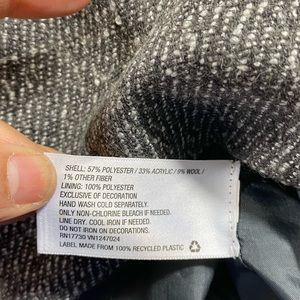 SHELL: 57% POLYESTER / 33% ACRYLIC / 9% WOOL /
1% OTHER FIBER
LINING: 100% POLYESTER
EXCLUSIVE OF DECORATION
HAND WASH COLD SEPARATELY.
ONLY NON-CHLORINE BLEACH IF NEEDED.
LINE DRY. COOL IRON IF NEEDED.
DO NOT IRON ON DECORATIONS.
RN17730 VN1247024
LABEL MADE FROM 100% RECYCLED PLASTIC